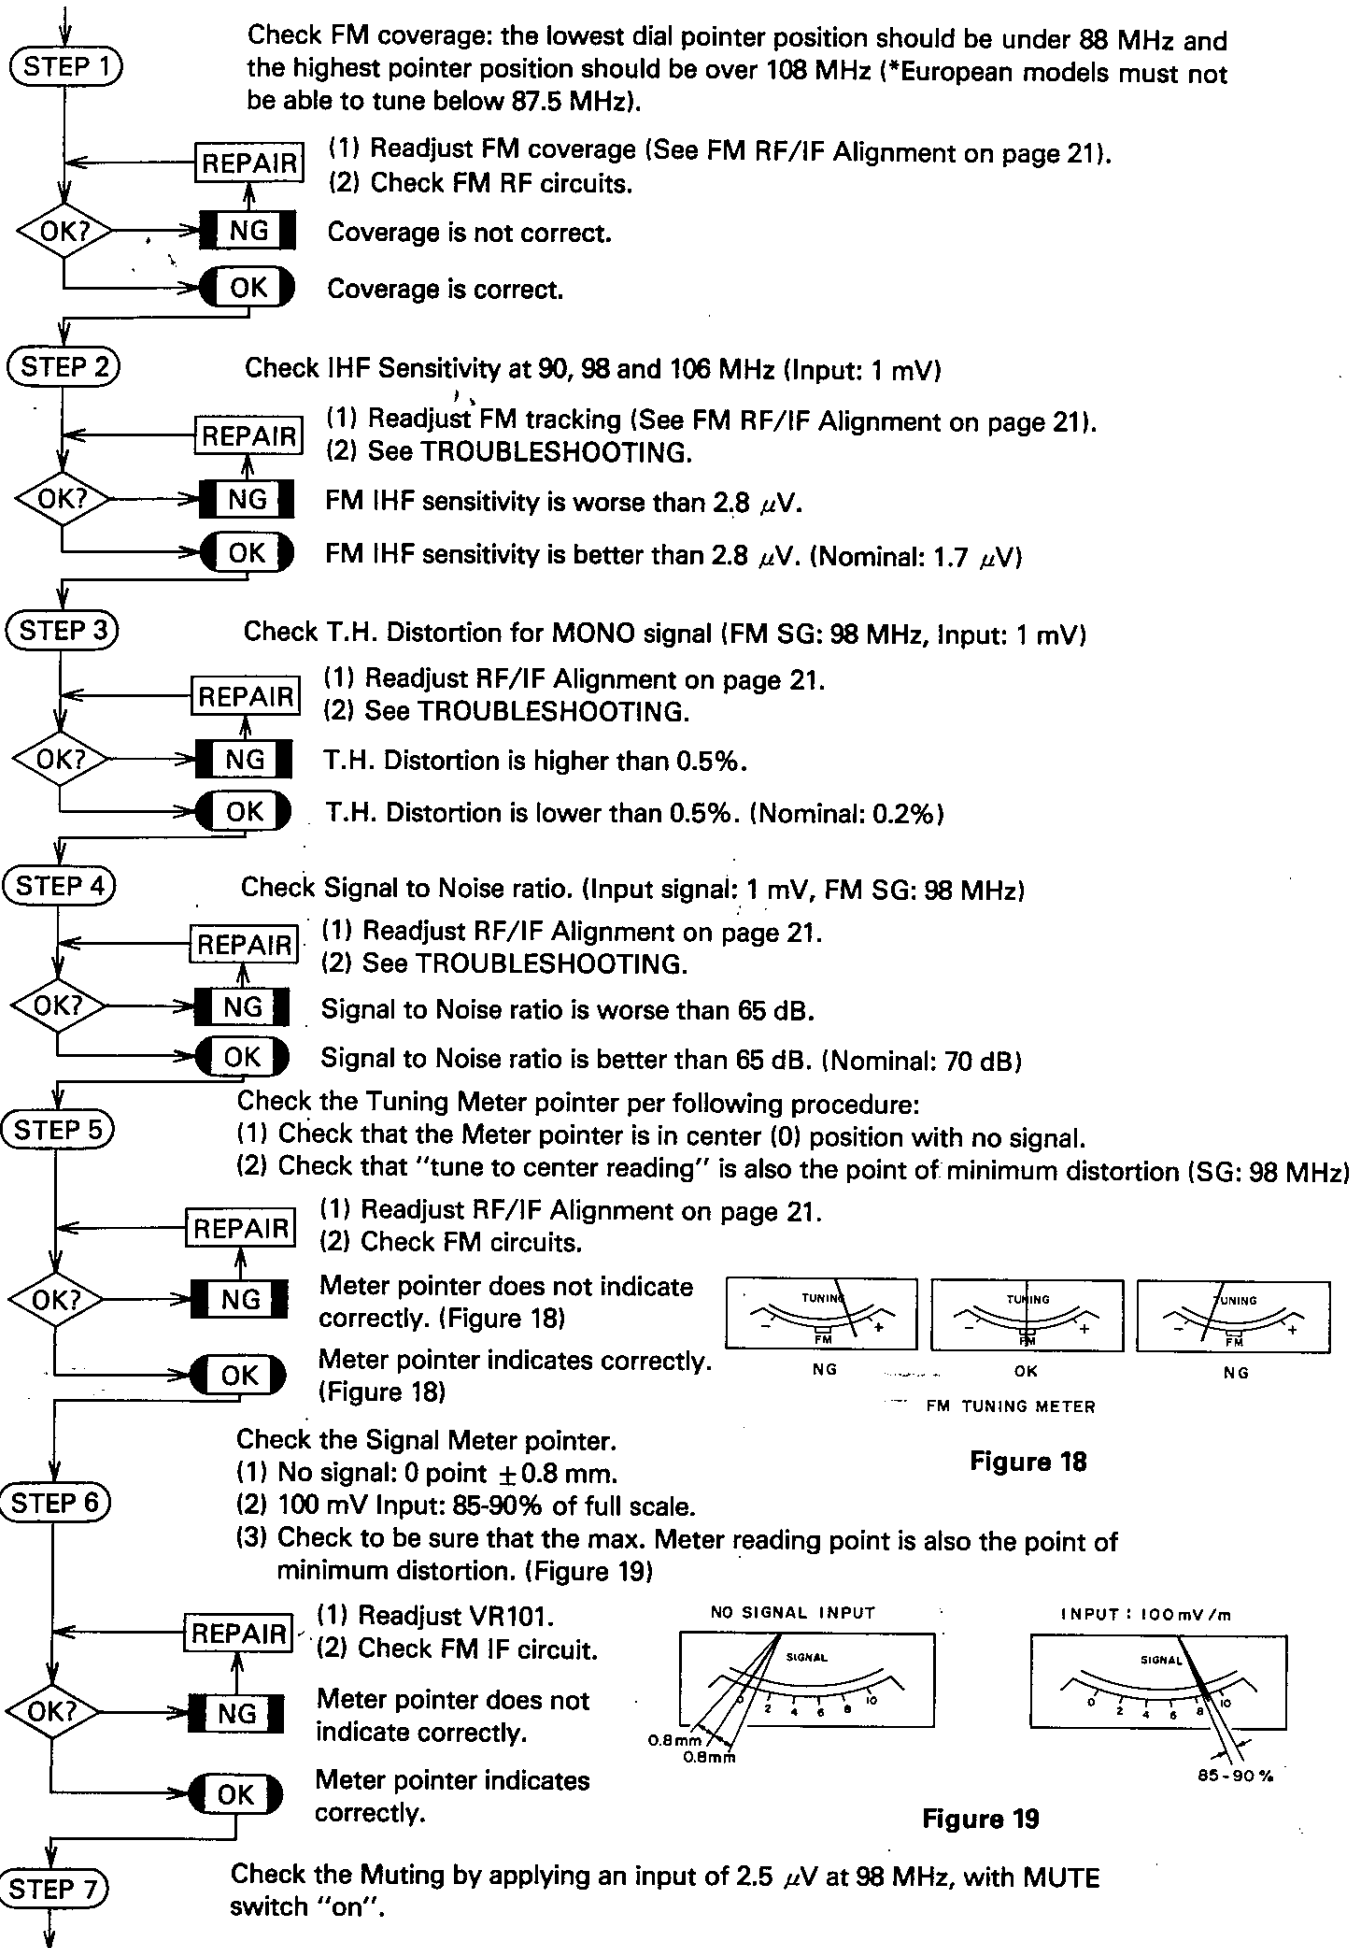 STEP 1
Check FM coverage: the lowest dial pointer position should be under 88 MHz and
the highest pointer position should be over 108 MHz (*European models must not
be able to tune below 87.5 MHz).
REPAIR
(1) Readjust FM coverage (See FM RF/IF Alignment on page 21).
(2) Check FM RF circuits.
OK?
NG
Coverage is not correct.
OK
Coverage is correct.
STEP 2
Check IHF Sensitivity at 90, 98 and 106 MHz (Input: 1 mV)
REPAIR
(1) Readjust FM tracking (See FM RF/IF Alignment on page 21).
(2) See TROUBLESHOOTING.
OK?
NG
FM IHF sensitivity is worse than 2.8 μV.
OK
FM IHF sensitivity is better than 2.8 μV. (Nominal: 1.7 μV)
STEP 3
Check T.H. Distortion for MONO signal (FM SG: 98 MHz, Input: 1 mV)
REPAIR
(1) Readjust RF/IF Alignment on page 21.
(2) See TROUBLESHOOTING.
OK?
NG
T.H. Distortion is higher than 0.5%.
OK
T.H. Distortion is lower than 0.5%. (Nominal: 0.2%)
STEP 4
Check Signal to Noise ratio. (Input signal: 1 mV, FM SG: 98 MHz)
REPAIR
(1) Readjust RF/IF Alignment on page 21.
(2) See TROUBLESHOOTING.
OK?
NG
Signal to Noise ratio is worse than 65 dB.
OK
Signal to Noise ratio is better than 65 dB. (Nominal: 70 dB)
STEP 5
Check the Tuning Meter pointer per following procedure:
(1) Check that the Meter pointer is in center (0) position with no signal.
(2) Check that "tune to center reading" is also the point of minimum distortion (SG: 98 MHz)
REPAIR
(1) Readjust RF/IF Alignment on page 21.
(2) Check FM circuits.
OK?
NG
Meter pointer does not indicate
correctly. (Figure 18)
OK
Meter pointer indicates correctly.
(Figure 18)
TUNING
- +
FM
NG
TUNING
- +
FM
OK
TUNING
- +
FM
NG
FM TUNING METER
Figure 18
STEP 6
Check the Signal Meter pointer.
(1) No signal: 0 point ±0.8 mm.
(2) 100 mV Input: 85-90% of full scale.
(3) Check to be sure that the max. Meter reading point is also the point of
minimum distortion. (Figure 19)
REPAIR
(1) Readjust VR101.
(2) Check FM IF circuit.
OK?
NG
Meter pointer does not
indicate correctly.
OK
Meter pointer indicates
correctly.
NO SIGNAL INPUT
SIGNAL
0 2 4 6 8 10
0.8mm
0.8mm
INPUT : 100mV/m
SIGNAL
0 2 4 6 8 10
85-90%
Figure 19
STEP 7
Check the Muting by applying an input of 2.5 μV at 98 MHz, with MUTE
switch "on".